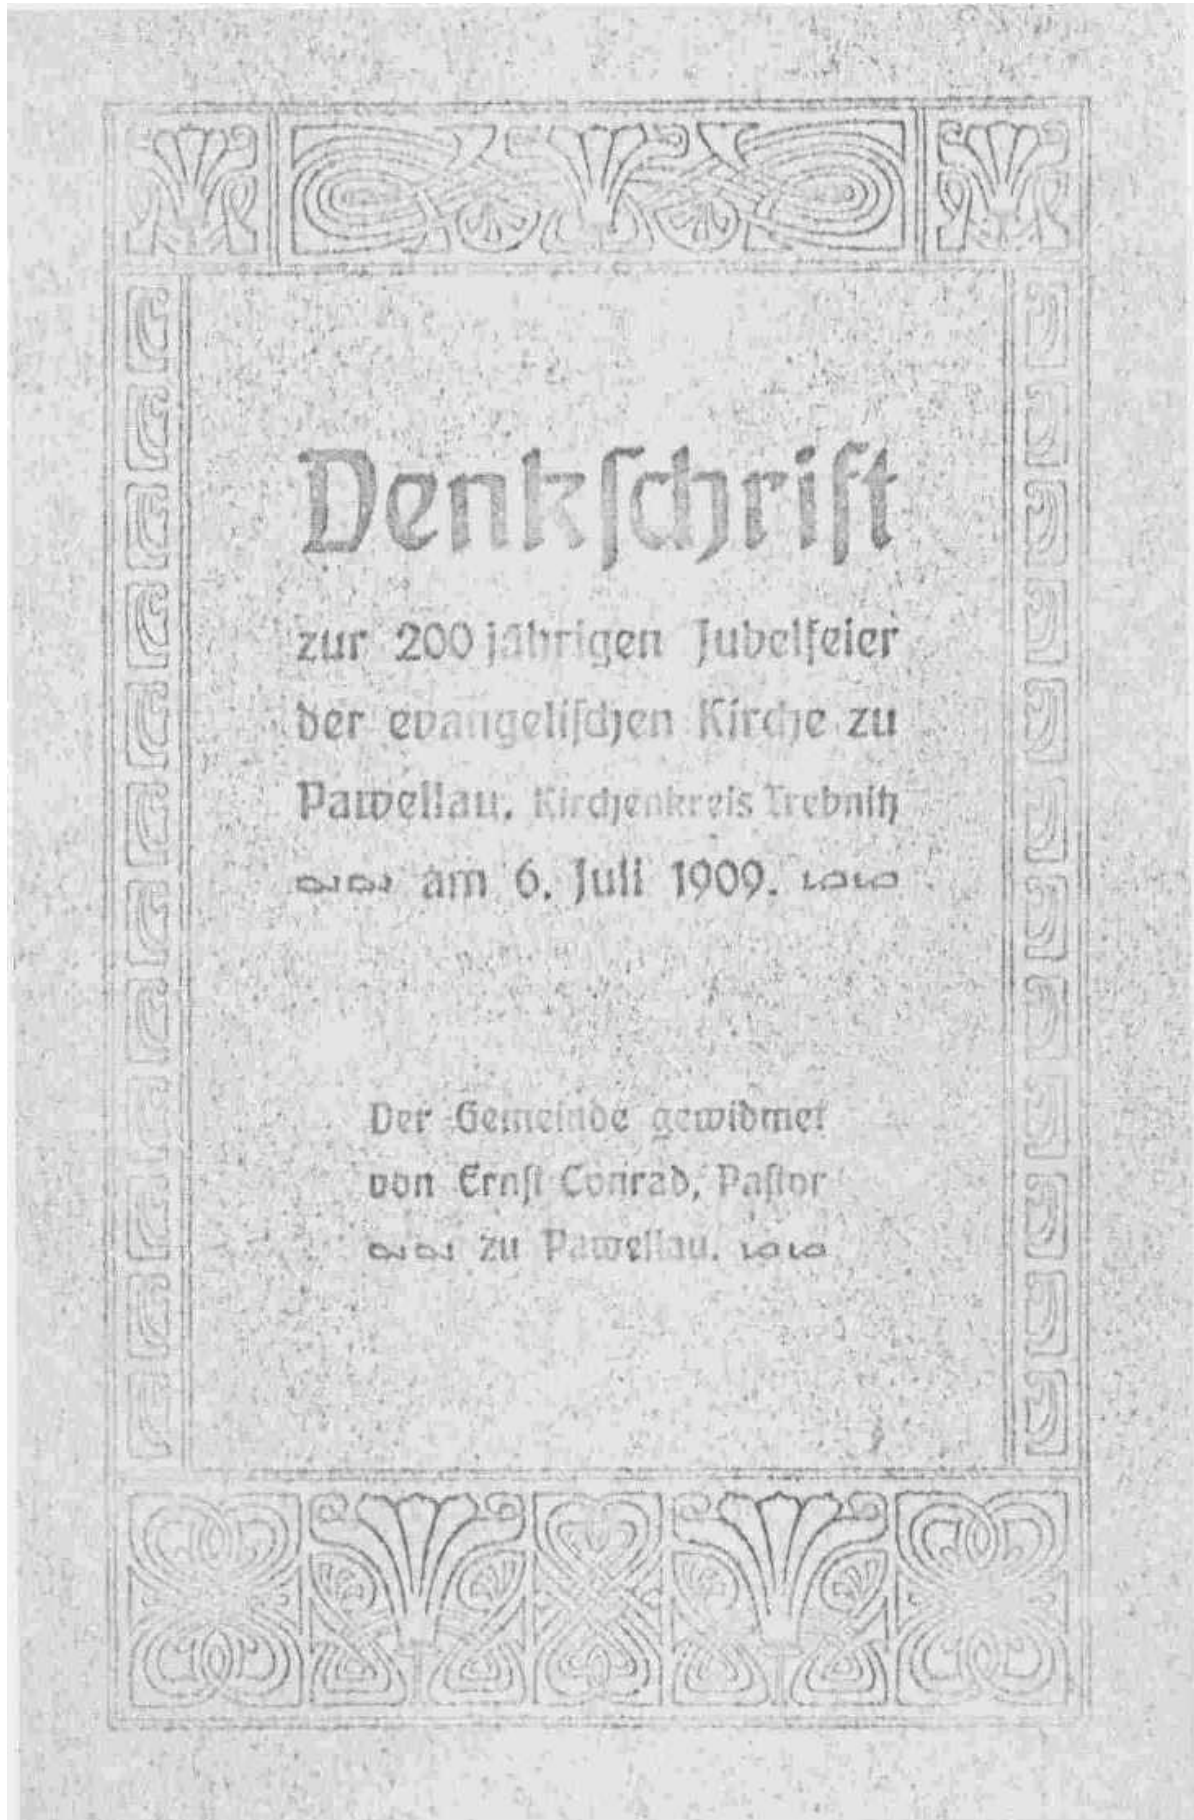 Denkſchrift
zur 200 jährigen Jubelfeier
der evangeliſchen Kirche zu
Pawellau, Kirchenkreis Trebnitz
am 6. Juli 1909.
Der Gemeinde gewidmet
von Ernſt Conrad, Paſtor
zu Pawellau.